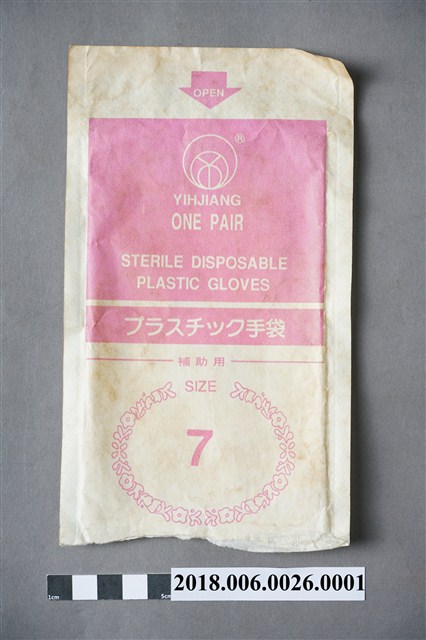 OPEN
®
YIHJIANG
ONE PAIR
STERILE DISPOSABLE
PLASTIC GLOVES
プラスチック手袋
補助用
SIZE
7
1cm
5cm
2018.006.0026.0001